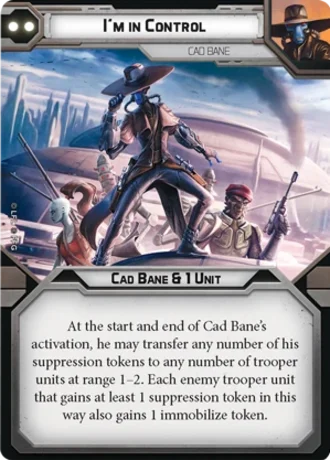 I'm in Control
CAD BANE
Cad Bane & 1 Unit
At the start and end of Cad Bane's
activation, he may transfer any number of his
suppression tokens to any number of trooper
units at range 1–2. Each enemy trooper unit
that gains at least 1 suppression token in this
way also gains 1 immobilize token.